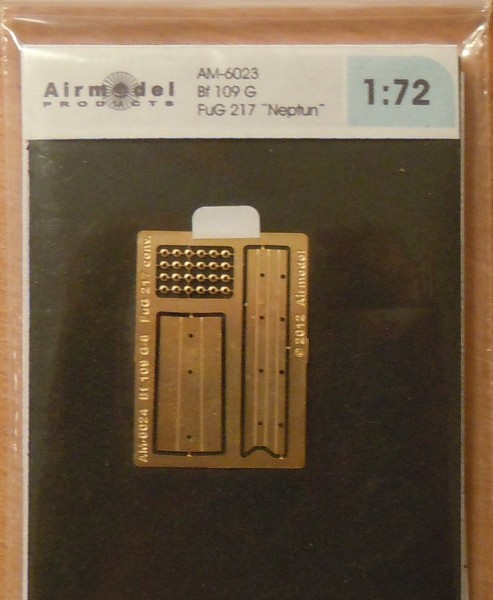 Airmodel
PRODUCTS
AM-6023
Bf 109 G
FuG 217 "Neptun"
1:72
AM-6024 Bf 109 G-6 FuG 217 conv.
© 2012 Airmodel